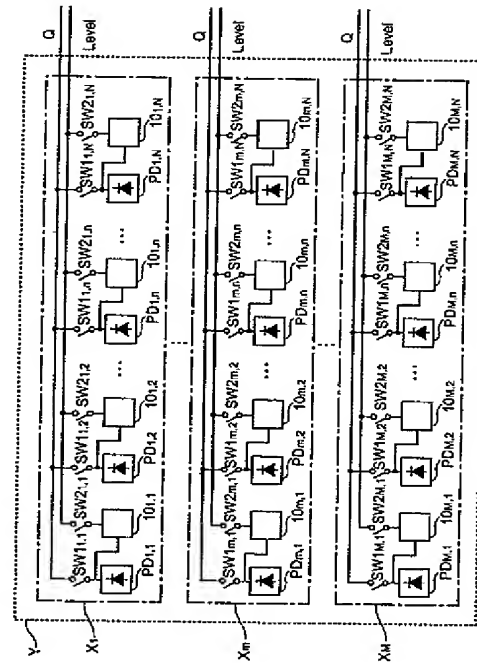 Y
X1
Q
Level
SW11,1 SW21,1 SW11,2 SW21,2 SW11,n SW21,n SW11,N SW21,N
PD1,1 101,1 PD1,2 101,2 ... PD1,n 101,n ... PD1,N 101,N
Xm
Q
Level
SW1m,1 SW2m,1 SW1m,2 SW2m,2 SW1m,n SW2m,n SW1m,N SW2m,N
PDm,1 10m,1 PDm,2 10m,2 ... PDm,n 10m,n ... PDm,N 10m,N
XM
Q
Level
SW1M,1 SW2M,1 SW1M,2 SW2M,2 SW1M,n SW2M,n SW1M,N SW2M,N
PDM,1 10M,1 PDM,2 10M,2 ... PDM,n 10M,n ... PDM,N 10M,N